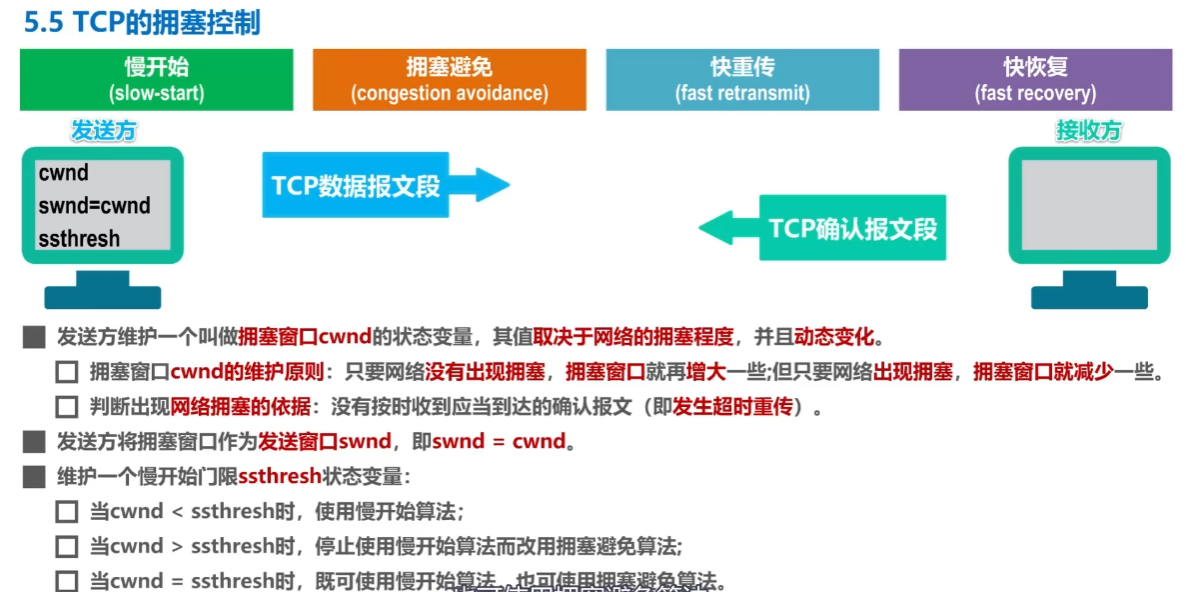 5.5 TCP的拥塞控制
慢开始
(slow-start)
拥塞避免
(congestion avoidance)
快重传
(fast retransmit)
快恢复
(fast recovery)
发送方
接收方
cwnd
swnd=cwnd
ssthresh
TCP数据报文段
TCP确认报文段
发送方维护一个叫做拥塞窗口cwnd的状态变量，其值取决于网络的拥塞程度，并且动态变化。
拥塞窗口cwnd的维护原则：只要网络没有出现拥塞，拥塞窗口就再增大一些;但只要网络出现拥塞，拥塞窗口就减少一些。
判断出现网络拥塞的依据：没有按时收到应当到达的确认报文（即发生超时重传）。
发送方将拥塞窗口作为发送窗口swnd，即swnd = cwnd。
维护一个慢开始门限ssthresh状态变量：
当cwnd < ssthresh时，使用慢开始算法；
当cwnd > ssthresh时，停止使用慢开始算法而改用拥塞避免算法;
当cwnd = ssthresh时，既可使用慢开始算法，也可使用拥塞避免算法。